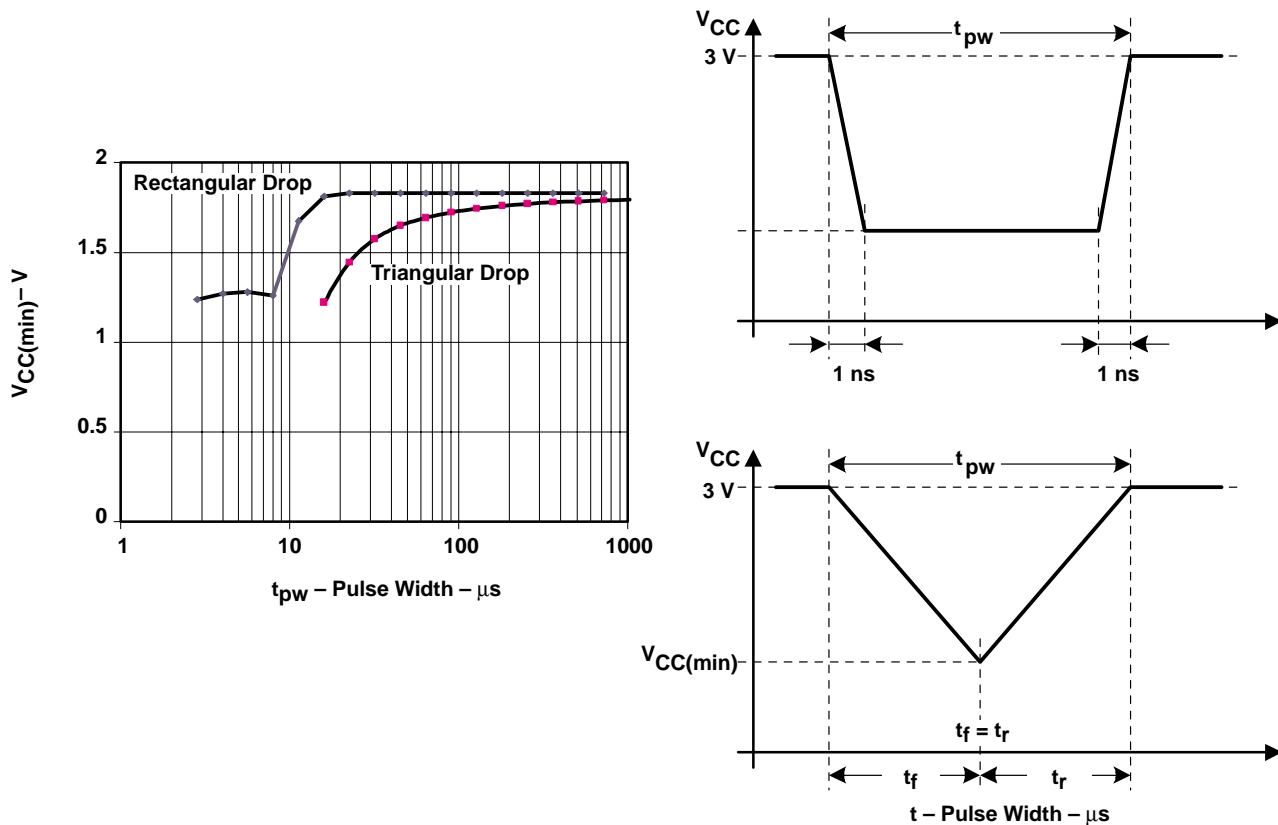 2
1.5
1
0.5
0
VCC(min) – V
Rectangular Drop
Triangular Drop
1
10
100
1000
tpw – Pulse Width – μs
VCC
3 V
tpw
1 ns
1 ns
VCC
3 V
tpw
VCC(min)
tf = tr
tf
tr
t – Pulse Width – μs